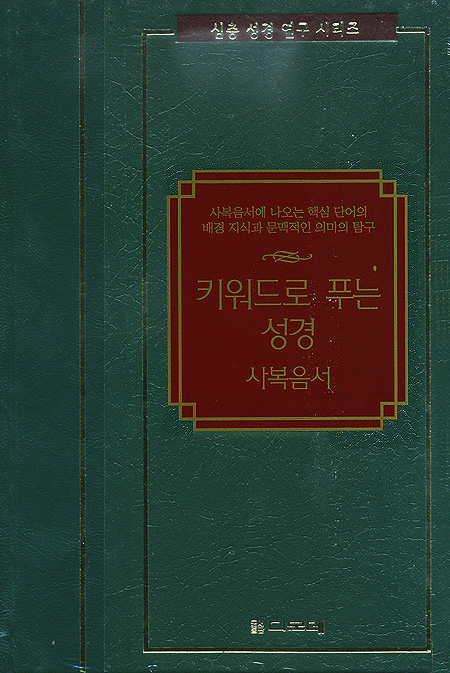 심층 성경 연구 시리즈
사복음서에 나오는 핵심 단어의
배경 지식과 문맥적인 의미의 탐구
키워드로 푸는
성경
사복음서